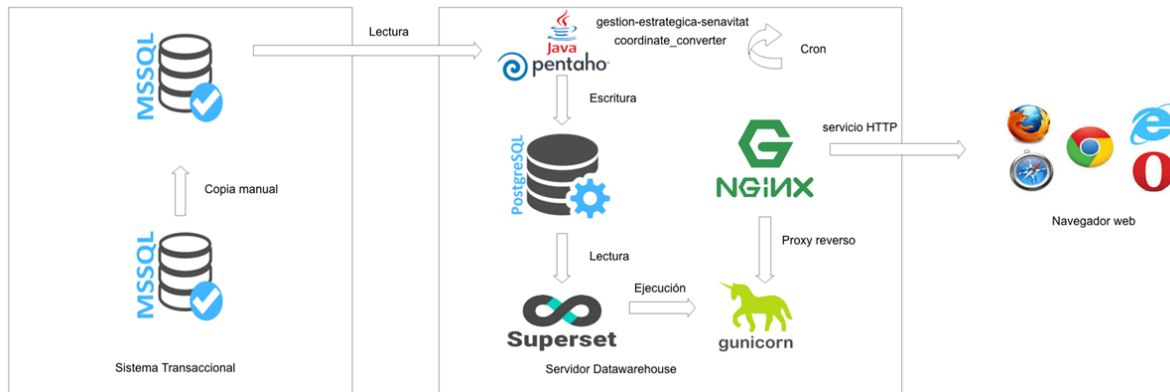 MSSQL
Lectura
Java
pentaho
gestion-estrategica-senavitat
coordinate_converter
Cron
Escritura
Copia manual
PostgreSQL
NGiNX
servicio HTTP
Navegador web
MSSQL
Lectura
Proxy reverso
Superset
Ejecución
gunicorn
Sistema Transaccional
Servidor Datawarehouse